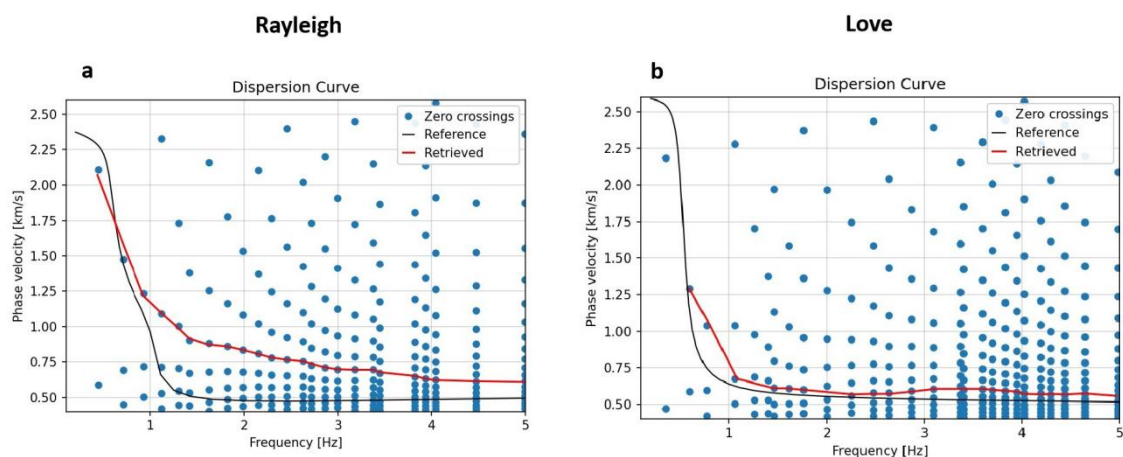 Rayleigh
Love
a
Dispersion Curve
Zero crossings
Reference
Retrieved
Phase velocity [km/s]
2.50
2.25
2.00
1.75
1.50
1.25
1.00
0.75
0.50
1 2 3 4 5
Frequency [Hz]
b
Dispersion Curve
Zero crossings
Reference
Retrieved
Phase velocity [km/s]
2.50
2.25
2.00
1.75
1.50
1.25
1.00
0.75
0.50
1 2 3 4 5
Frequency [Hz]